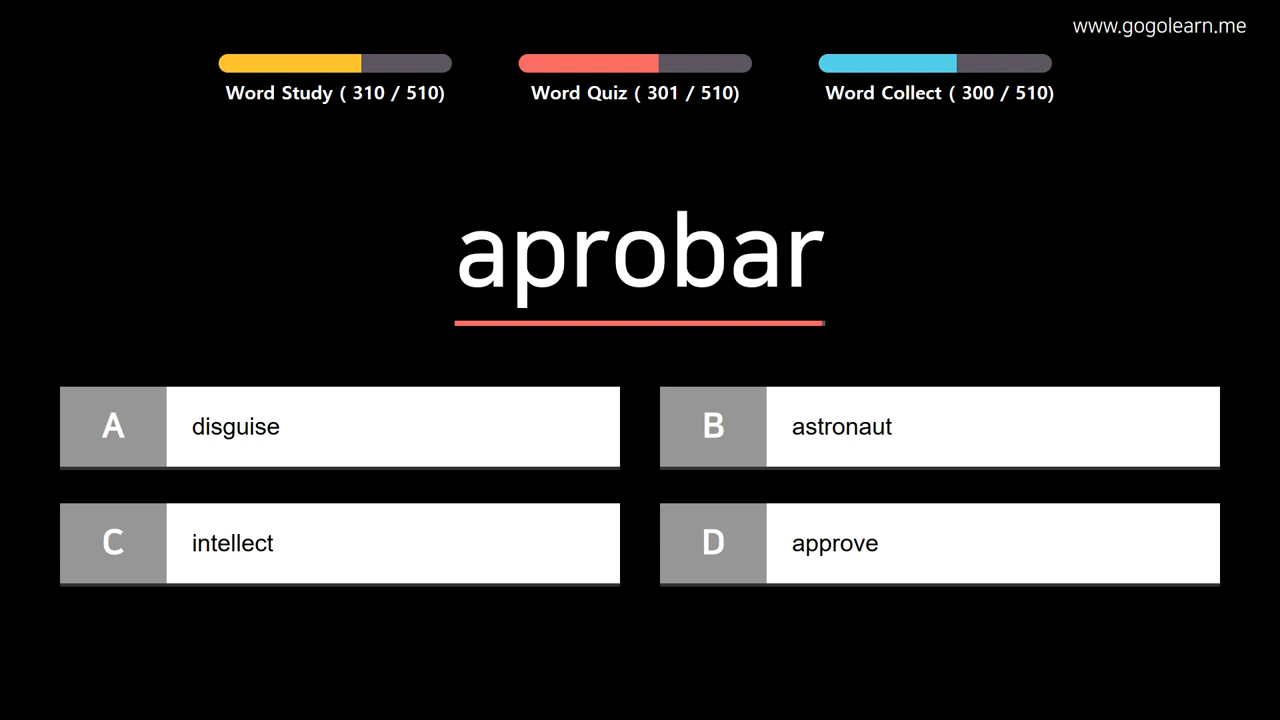 www.gogolearn.me
Word Study ( 310 / 510)
Word Quiz ( 301 / 510)
Word Collect ( 300 / 510)
aprobar
A disguise
B astronaut
C intellect
D approve